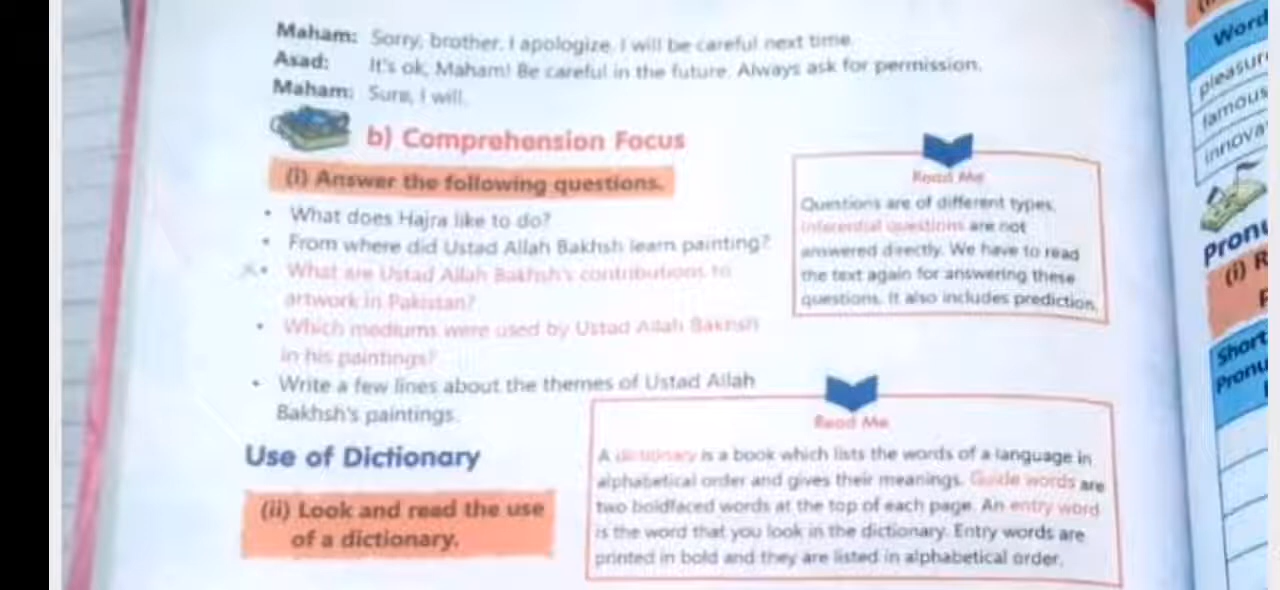 Maham: Sorry, brother. I apologize. I will be careful next time.
Asad: It's ok, Maham! Be careful in the future. Always ask for permission.
Maham: Sure, I will.
b) Comprehension Focus
(i) Answer the following questions.
• What does Hajra like to do?
• From where did Ustad Allah Bakhsh learn painting?
• What are Ustad Allah Bakhsh's contributions to
artwork in Pakistan?
• Which mediums were used by Ustad Allah Bakhsh
in his paintings?
• Write a few lines about the themes of Ustad Allah
Bakhsh's paintings.
Read Me
Questions are of different types.
Inferential questions are not
answered directly. We have to read
the text again for answering these
questions. It also includes prediction.
Use of Dictionary
(ii) Look and read the use
of a dictionary.
Read Me
A dictionary is a book which lists the words of a language in
alphabetical order and gives their meanings. Guide words are
two boldfaced words at the top of each page. An entry word
is the word that you look in the dictionary. Entry words are
printed in bold and they are listed in alphabetical order.
Word
pleasur
famous
innova
Pronu
(i) R
Short
Pronu